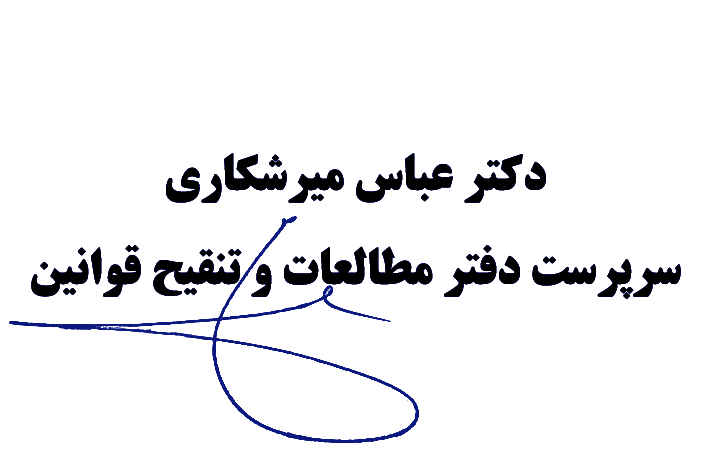 دکتر عباس میرشکاری
سرپرست دفتر مطالعات و تنقیح قوانین